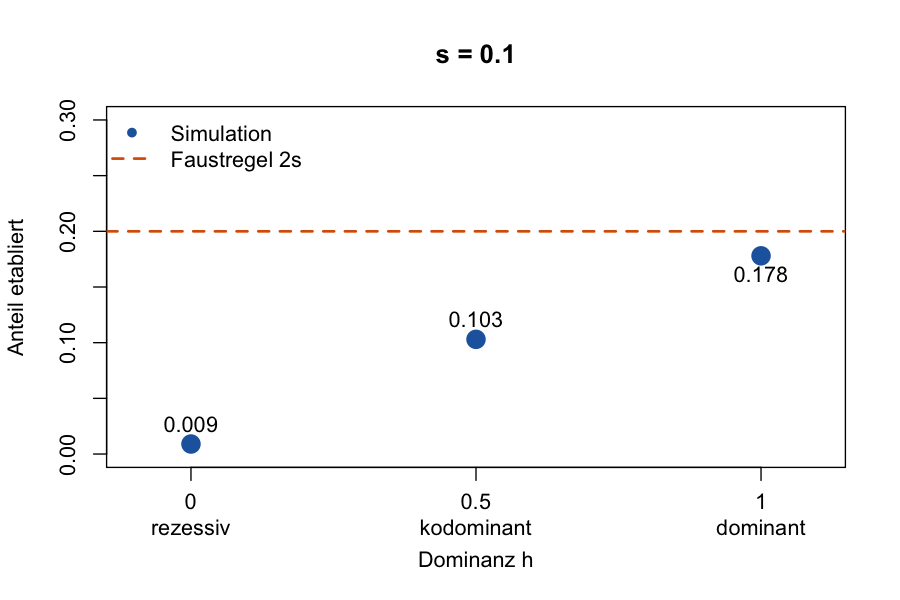 s = 0.1
Simulation
Faustregel 2s
Anteil etabliert
0.30
0.20
0.10
0.00
0.009
0.103
0.178
0
0.5
1
rezessiv
kodominant
dominant
Dominanz h